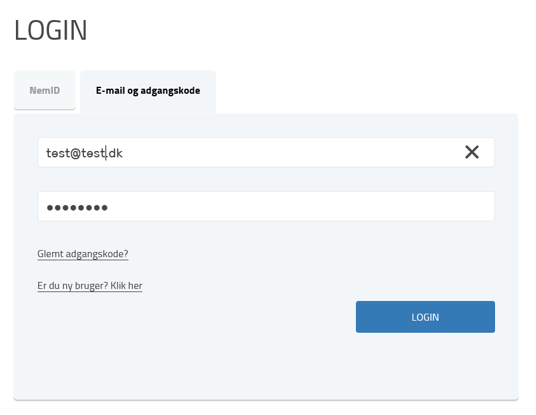 LOGIN
NemID
E-mail og adgangskode
test@test.dk
Glemt adgangskode?
Er du ny bruger? Klik her
LOGIN